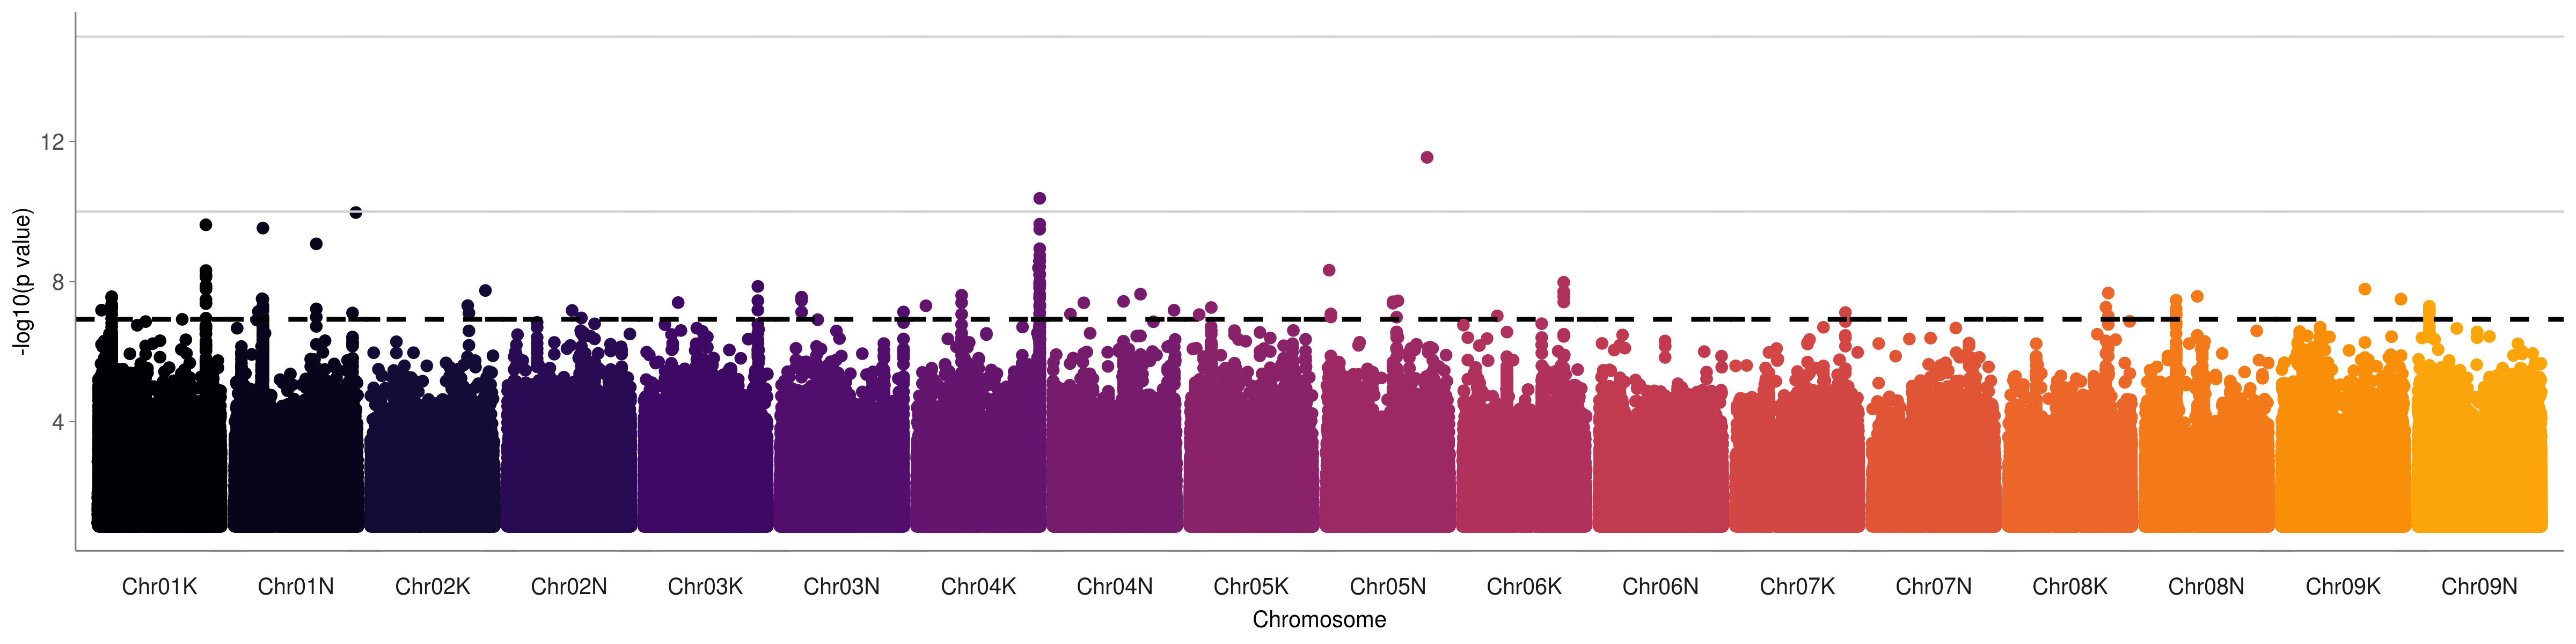 -log10(p value)
12
8
4
Chr01K Chr01N Chr02K Chr02N Chr03K Chr03N Chr04K Chr04N Chr05K Chr05N Chr06K Chr06N Chr07K Chr07N Chr08K Chr08N Chr09K Chr09N
Chromosome